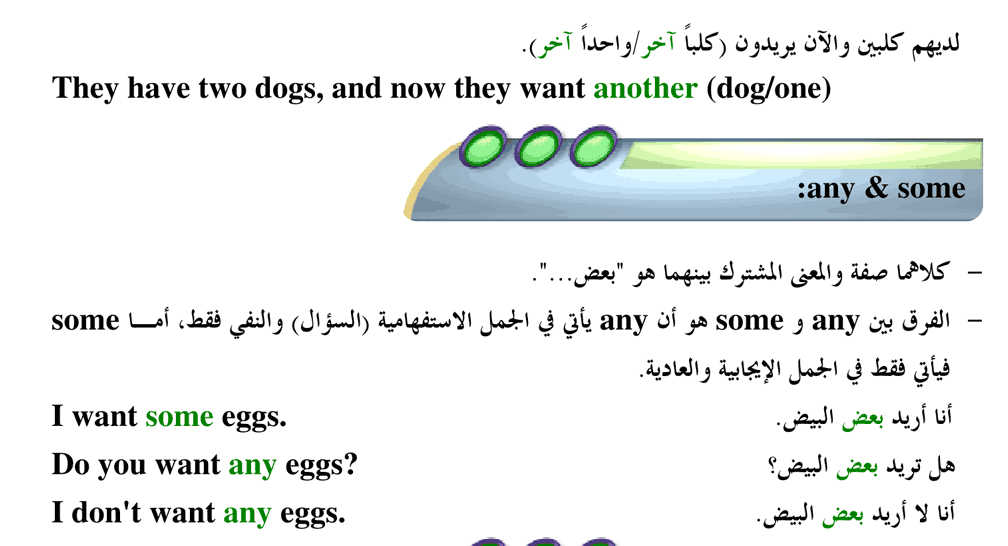 لديهم كلبين والآن يريدون (كلباً آخر/واحداً آخر).
They have two dogs, and now they want another (dog/one)
:any & some
– كلاهما صفة والمعنى المشترك بينهما هو "بعض...".
– الفرق بين any و some هو أن any يأتي في الجمل الاستفهامية (السؤال) والنفي فقط، أمـــا some
فيأتي فقط في الجمل الإيجابية والعادية.
I want some eggs. أنا أريد بعض البيض.
Do you want any eggs? هل تريد بعض البيض؟
I don't want any eggs. أنا لا أريد بعض البيض.